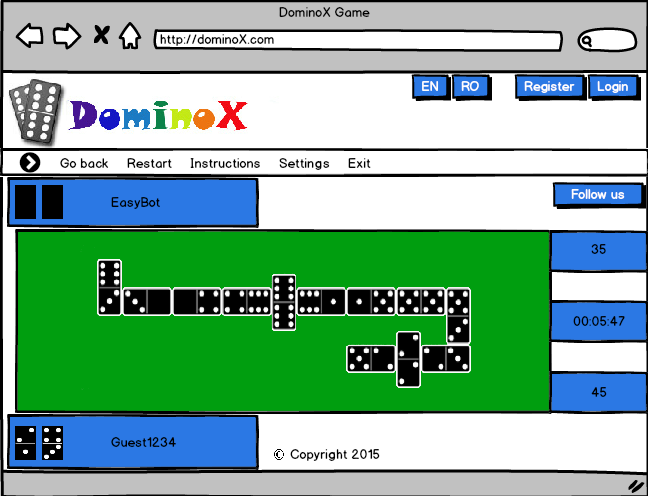 DominoX Game
http://dominoX.com
EN RO Register Login
DominoX
Go back Restart Instructions Settings Exit
EasyBot
Follow us
35
00:05:47
45
Guest1234
© Copyright 2015